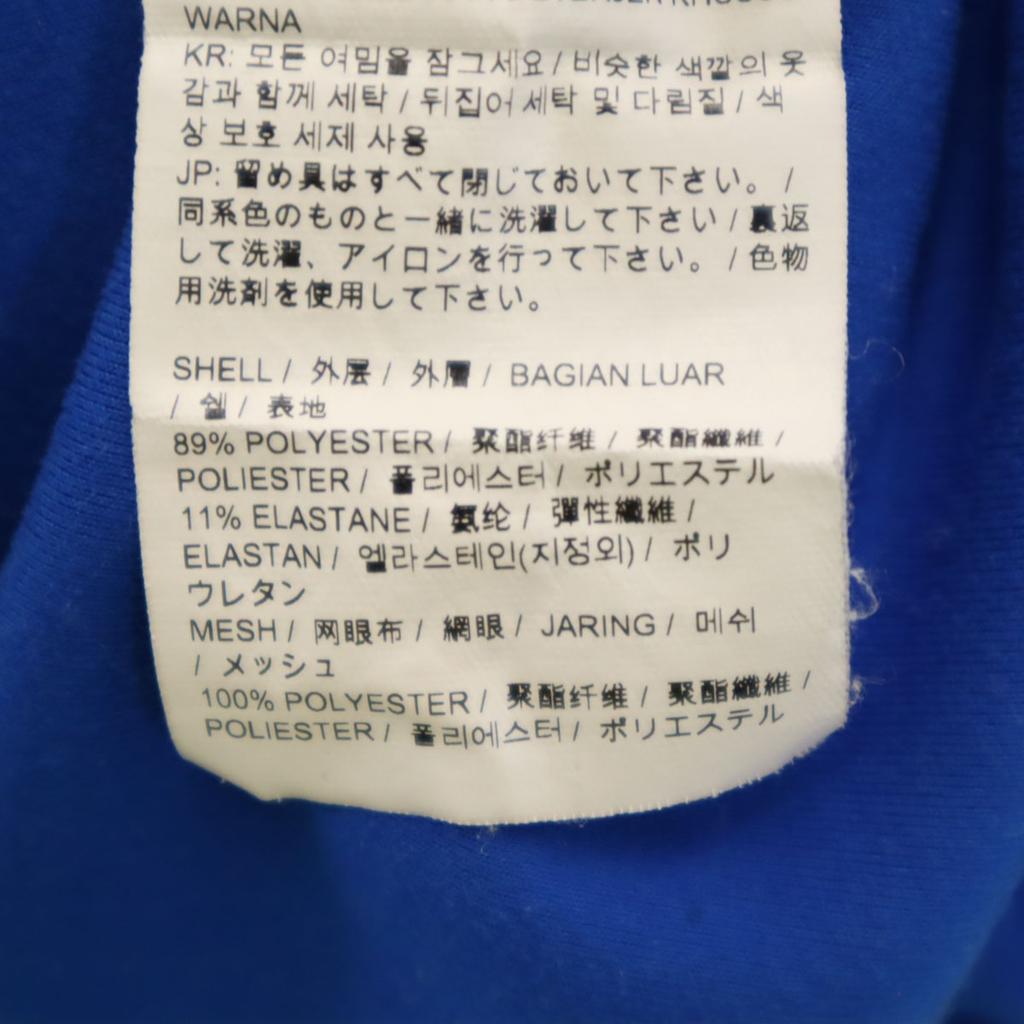 WARNA
KR: 모든 여밈을 잠그세요 / 비슷한 색깔의 옷
감과 함께 세탁 / 뒤집어 세탁 및 다림질 / 색
상 보호 세제 사용
JP: 留め具はすべて閉じておいて下さい。 /
同系色のものと一緒に洗濯して下さい / 裏返
して洗濯、アイロンを行って下さい。 / 色物
用洗剤を使用して下さい。
SHELL / 外层 / 外層 / BAGIAN LUAR
/ 쉘 / 表地
89% POLYESTER / 聚酯纤维 / 聚酯纖維 /
POLIESTER / 폴리에스터 / ポリエステル
11% ELASTANE / 氨纶 / 彈性纖維 /
ELASTAN / 엘라스테인(지정외) / ポリ
ウレタン
MESH / 网眼布 / 網眼 / JARING / 메쉬
/ メッシュ
100% POLYESTER / 聚酯纤维 / 聚酯纖維 /
POLIESTER / 폴리에스터 / ポリエステル